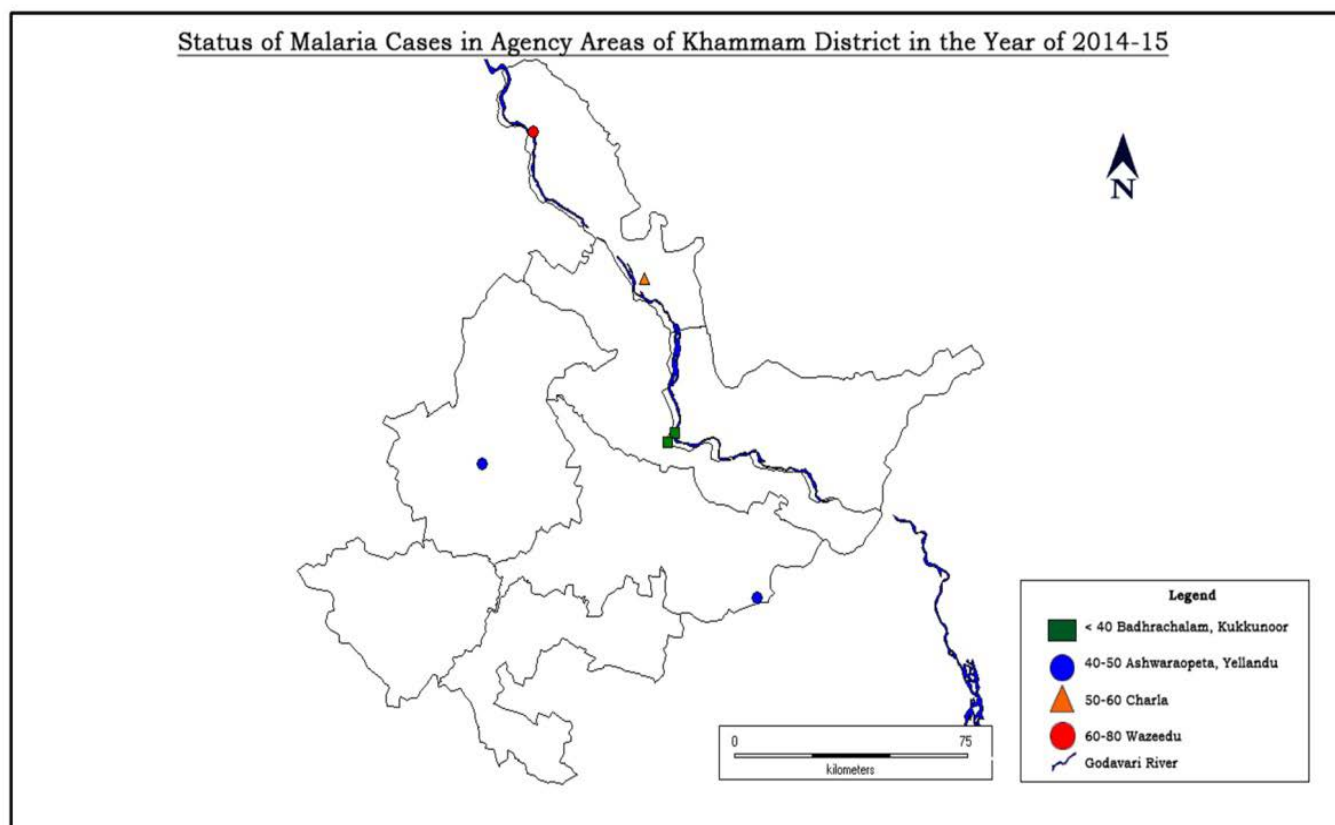 Status of Malaria Cases in Agency Areas of Khammam District in the Year of 2014-15
N
Legend
< 40 Badhrachalam, Kukkunoor
40-50 Ashwaraopeta, Yellandu
50-60 Charla
60-80 Wazeedu
Godavari River
0 75
kilometers